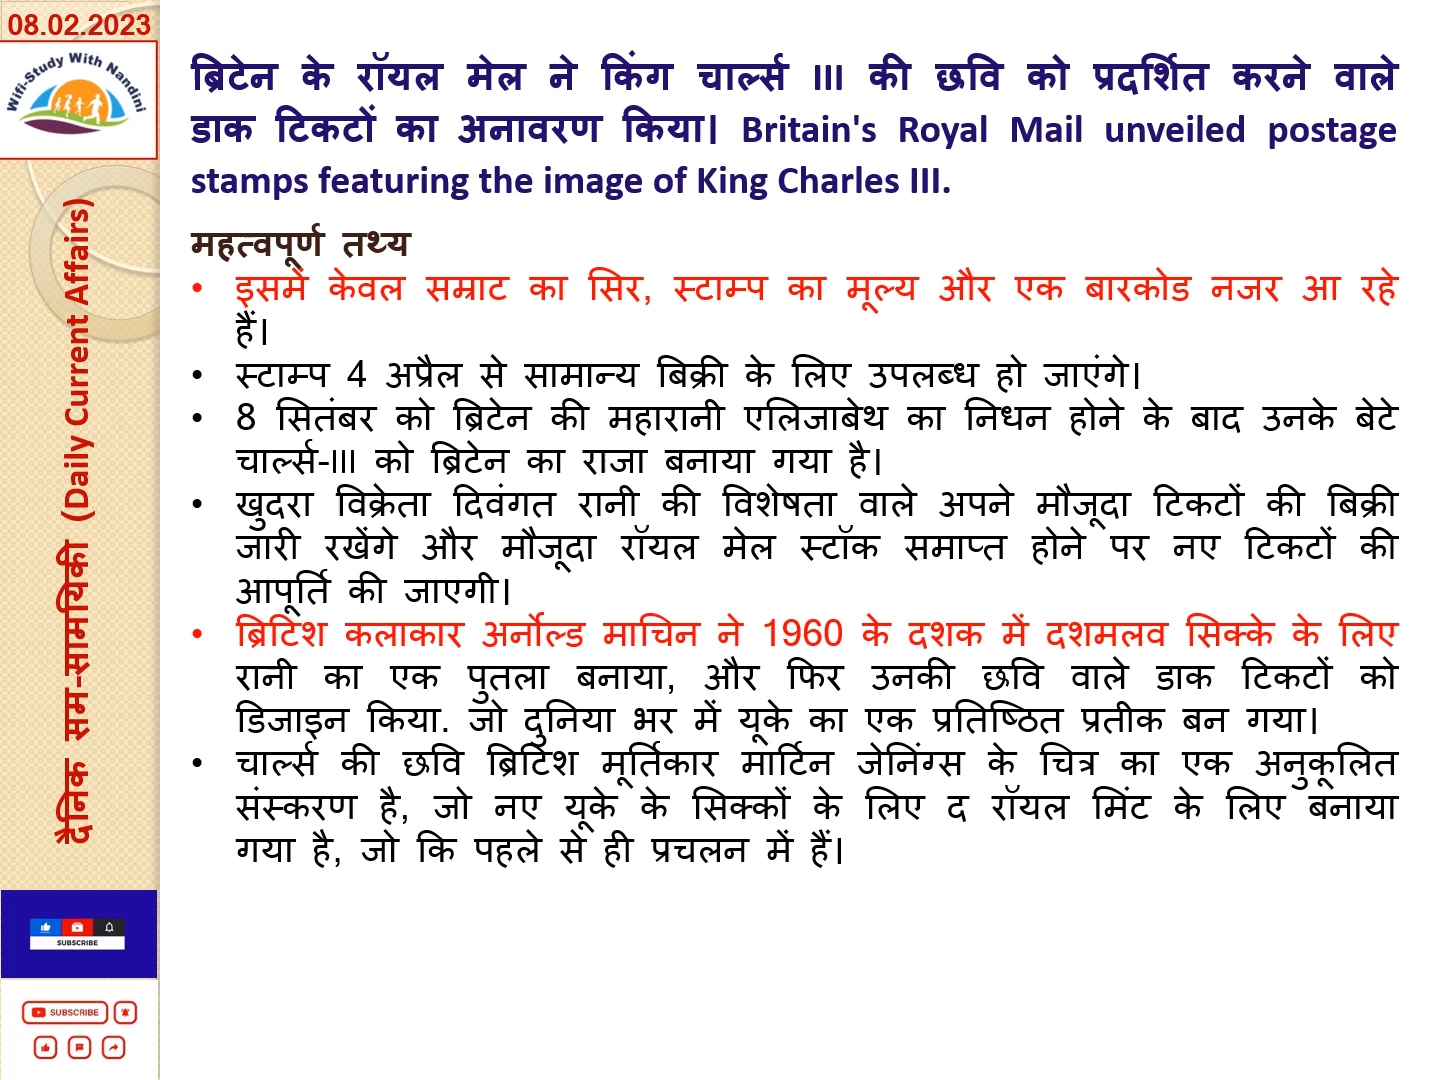 08.02.2023
Wifi-Study With Nandini
दैनिक सम-सामयिकी (Daily Current Affairs)
ब्रिटेन के रॉयल मेल ने किंग चार्ल्स III की छवि को प्रदर्शित करने वाले
डाक टिकटों का अनावरण किया। Britain's Royal Mail unveiled postage
stamps featuring the image of King Charles III.
महत्वपूर्ण तथ्य
• इसमें केवल सम्राट का सिर, स्टाम्प का मूल्य और एक बारकोड नजर आ रहे
हैं।
• स्टाम्प 4 अप्रैल से सामान्य बिक्री के लिए उपलब्ध हो जाएंगे।
• 8 सितंबर को ब्रिटेन की महारानी एलिजाबेथ का निधन होने के बाद उनके बेटे
चार्ल्स-III को ब्रिटेन का राजा बनाया गया है।
• खुदरा विक्रेता दिवंगत रानी की विशेषता वाले अपने मौजूदा टिकटों की बिक्री
जारी रखेंगे और मौजूदा रॉयल मेल स्टॉक समाप्त होने पर नए टिकटों की
आपूर्ति की जाएगी।
• ब्रिटिश कलाकार अर्नोल्ड माचिन ने 1960 के दशक में दशमलव सिक्के के लिए
रानी का एक पुतला बनाया, और फिर उनकी छवि वाले डाक टिकटों को
डिजाइन किया. जो दुनिया भर में यूके का एक प्रतिष्ठित प्रतीक बन गया।
• चार्ल्स की छवि ब्रिटिश मूर्तिकार मार्टिन जेनिंग्स के चित्र का एक अनुकूलित
संस्करण है, जो नए यूके के सिक्कों के लिए द रॉयल मिंट के लिए बनाया
गया है, जो कि पहले से ही प्रचलन में हैं।
SUBSCRIBE
SUBSCRIBE